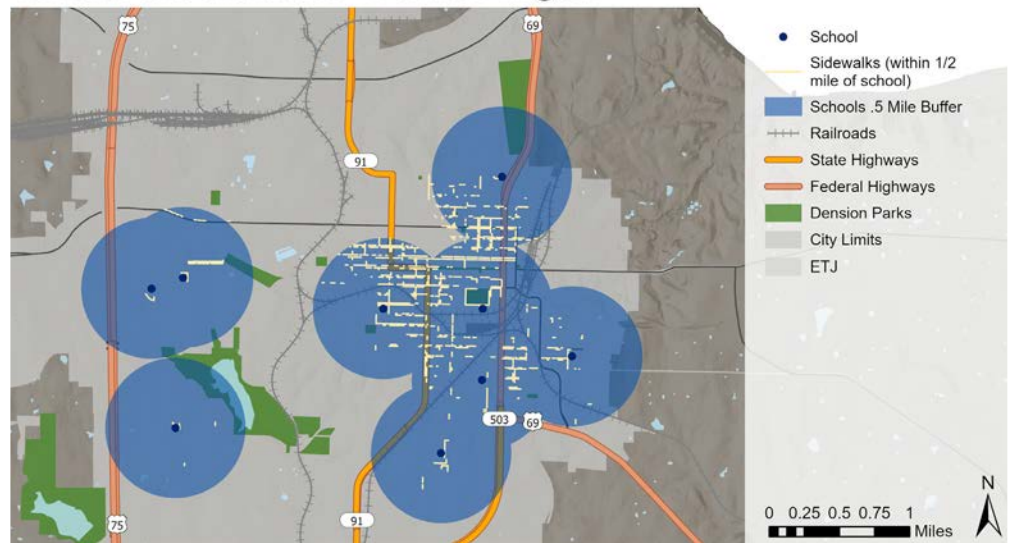 75
69
91
503
69
91
75
School
Sidewalks (within 1/2
mile of school)
Schools .5 Mile Buffer
Railroads
State Highways
Federal Highways
Dension Parks
City Limits
ETJ
N
0 0.25 0.5 0.75 1
Miles